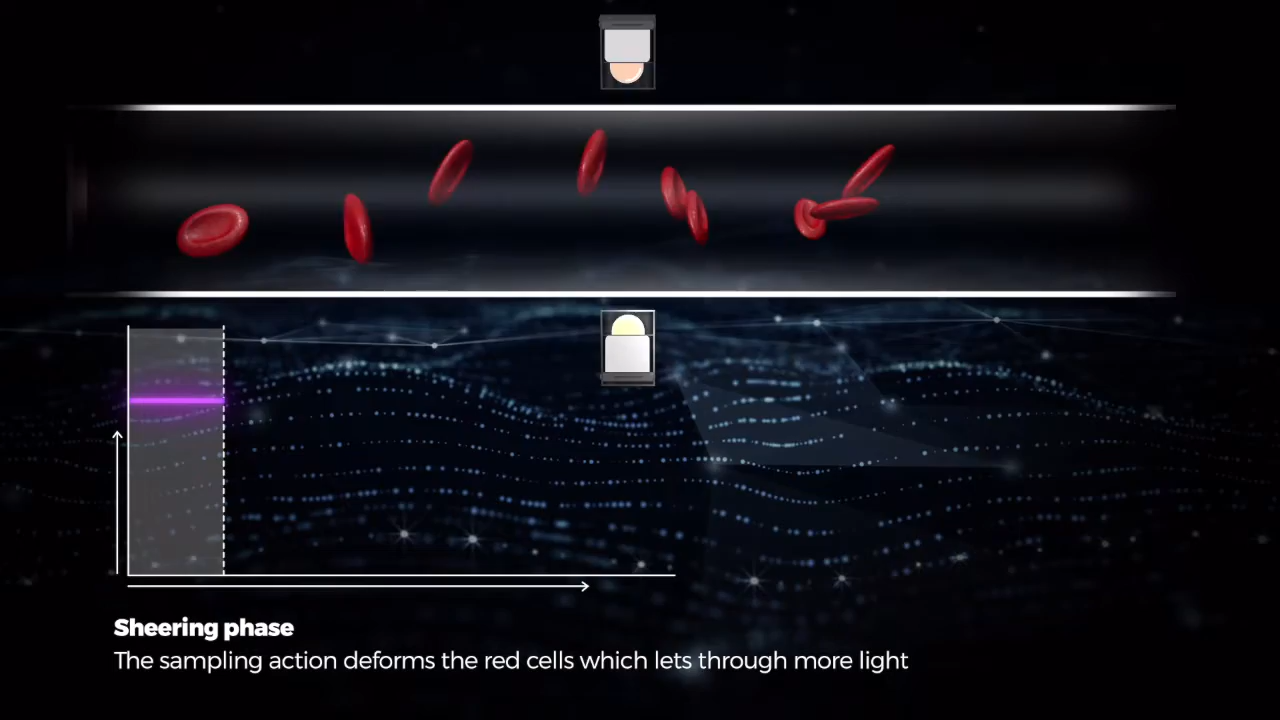 Sheering phase
The sampling action deforms the red cells which lets through more light